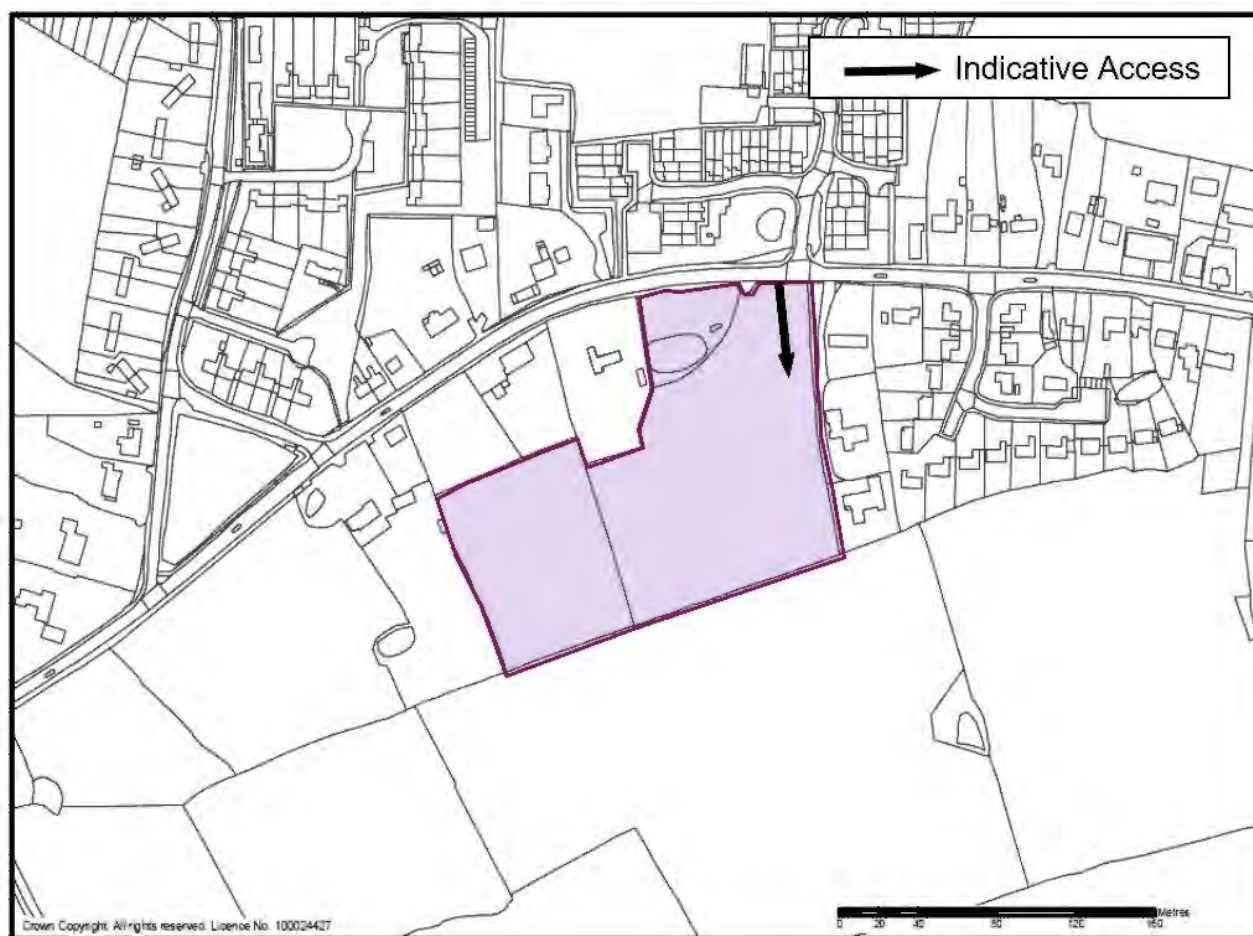 Indicative Access
Crown Copyright. All rights reserved. Licence No. 100024427
Metres
0 20 40 80 120 160